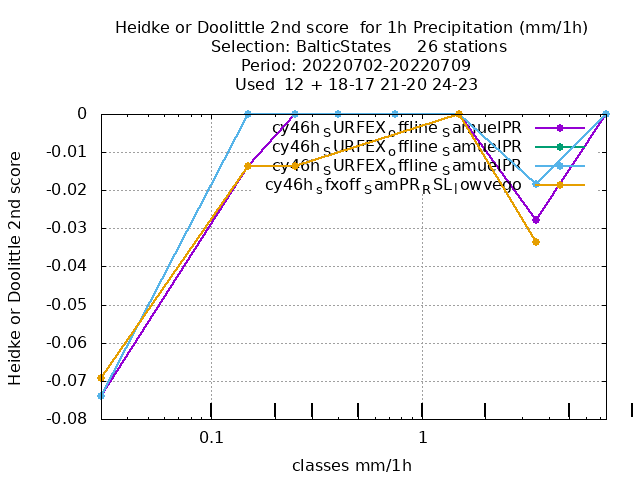 Heidke or Doolittle 2nd score  for 1h Precipitation (mm/1h)
Selection: BalticStates     26 stations
Period: 20220702-20220709
Used  12 + 18-17 21-20 24-23
0
-0.01
-0.02
-0.03
-0.04
-0.05
-0.06
-0.07
-0.08
Heidke or Doolittle 2nd score
cy46h_SURFEX_offline_SamuelPR
cy46h_SURFEX_offline_SamuelPR
cy46h_SURFEX_offline_SamuelPR
cy46h_sfxoff_SamPR_RSL_lowvego
0.1
1
classes mm/1h